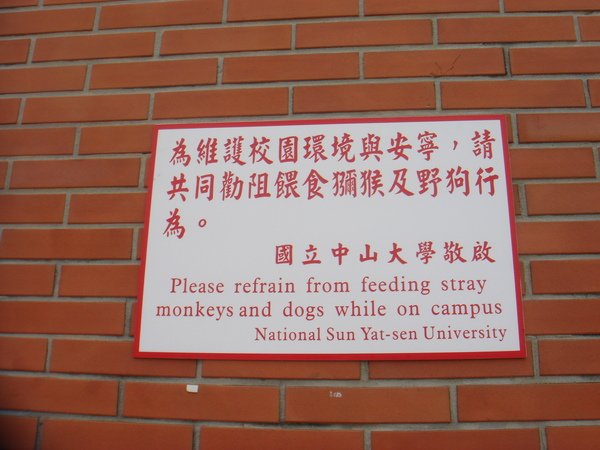 為維護校園環境與安寧，請
共同勸阻餵食獼猴及野狗行
為。
國立中山大學敬啟
Please refrain from feeding stray
monkeys and dogs while on campus
National Sun Yat-sen University